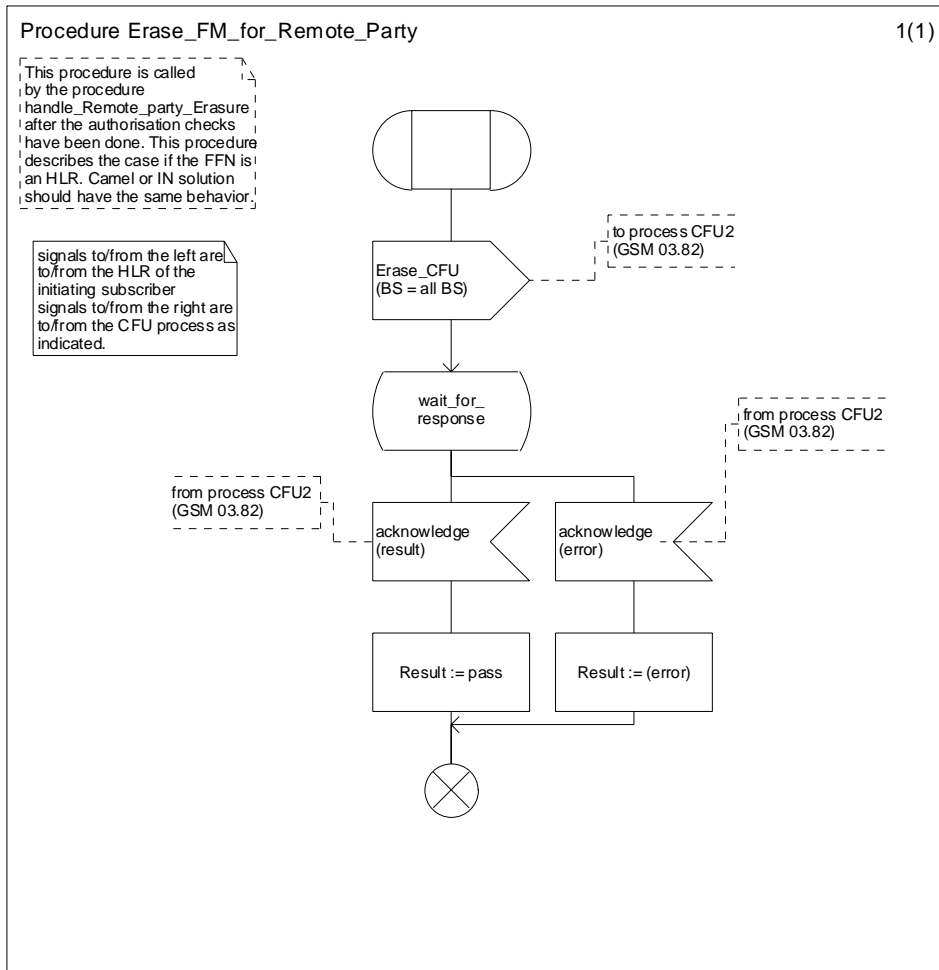 Procedure Erase_FM_for_Remote_Party
1(1)
This procedure is called
by the procedure
handle_Remote_party_Erasure
after the authorisation checks
have been done. This procedure
describes the case if the FFN is
an HLR. Camel or IN solution
should have the same behavior.
signals to/from the left are
to/from the HLR of the
initiating subscriber
signals to/from the right are
to/from the CFU process as
indicated.
to process CFU2
(GSM 03.82)
Erase_CFU
(BS = all BS)
wait_for_
response
from process CFU2
(GSM 03.82)
from process CFU2
(GSM 03.82)
acknowledge
(result)
acknowledge
(error)
Result := pass
Result := (error)